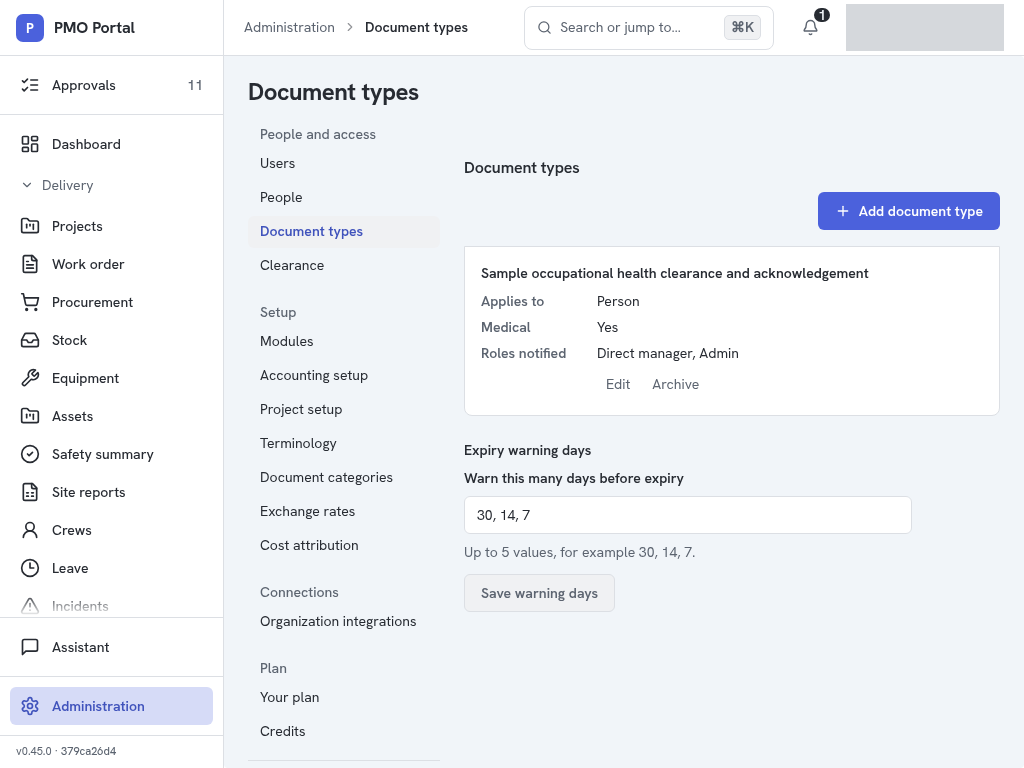 P PMO Portal
Administration > Document types
Search or jump to... ⌘K
1
Approvals 11
Dashboard
Delivery
Projects
Work order
Procurement
Stock
Equipment
Assets
Safety summary
Site reports
Crews
Leave
Incidents
Assistant
Administration
v0.45.0 · 379ca26d4
Document types
People and access
Users
People
Document types
Clearance
Setup
Modules
Accounting setup
Project setup
Terminology
Document categories
Exchange rates
Cost attribution
Connections
Organization integrations
Plan
Your plan
Credits
Document types
+ Add document type
Sample occupational health clearance and acknowledgement
Applies to Person
Medical Yes
Roles notified Direct manager, Admin
Edit Archive
Expiry warning days
Warn this many days before expiry
30, 14, 7
Up to 5 values, for example 30, 14, 7.
Save warning days